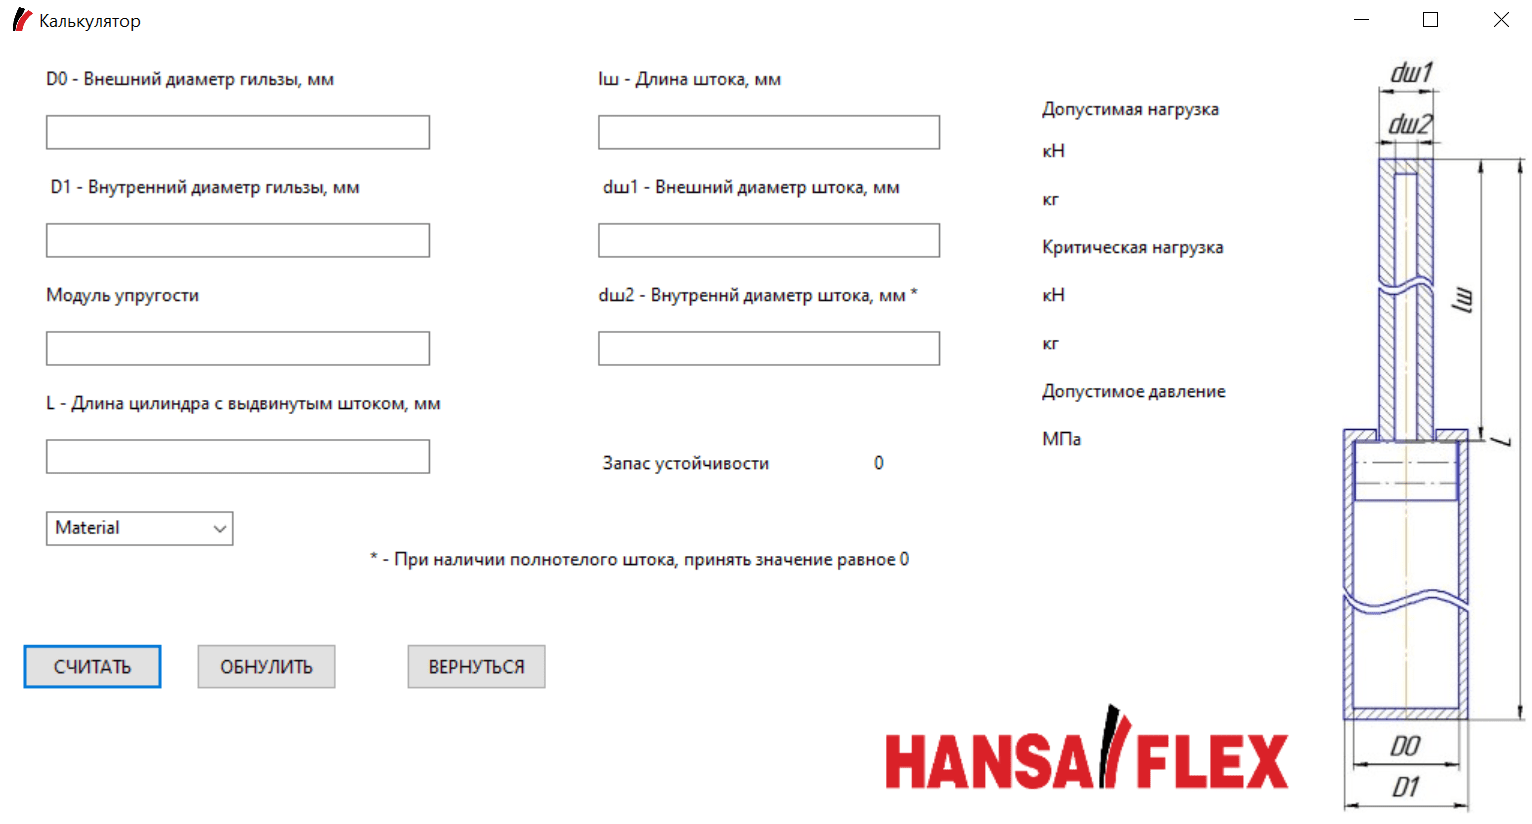 Калькулятор
D0 - Внешний диаметр гильзы, мм
D1 - Внутренний диаметр гильзы, мм
Модуль упругости
L - Длина цилиндра с выдвинутым штоком, мм
Material
lш - Длина штока, мм
dш1 - Внешний диаметр штока, мм
dш2 - Внутреннй диаметр штока, мм *
Запас устойчивости 0
* - При наличии полнотелого штока, принять значение равное 0
Допустимая нагрузка
кН
кг
Критическая нагрузка
кН
кг
Допустимое давление
МПа
СЧИТАТЬ ОБНУЛИТЬ ВЕРНУТЬСЯ
HANSA FLEX
dш1
dш2
lш
L
D0
D1